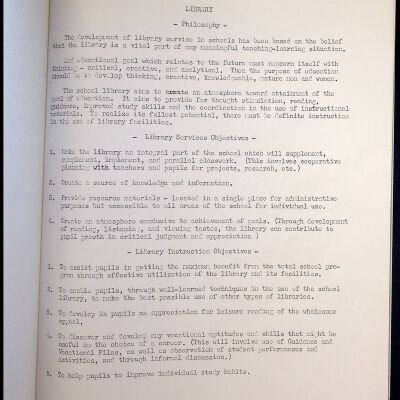 LIBRARY
- Philosophy -
The development of library service in schools has been based on the belief
that the library is a vital part of any meaningful teaching-learning situation.
And educational goal which relates to the future must concern itself with
thinking - critical, creative, and analytical. Then the purpose of education
should be to develop thinking, creative, knowledgeable, mature men and women.
The school library aims to create an atmosphere toward attainment of the
goal of education. It aims to provide for thought stimulation, reading,
guidance, improved study skills and the coordination in the use of instructional
materials. To realize its fullest potential, there must be definite instruction
in the use of library facilities.
- Library Services Objectives -
1. Make the library an integral part of the school which will supplement,
complement, implement, and parallel classwork. (This involves cooperative
planning with teachers and pupils for projects, research, etc.)
2. Create a source of knowledge and information.
3. Provide resource materials - located in a single place for administrative
purposes but accessible to all areas of the school for individual use.
4. Create an atmosphere conducive to achievement of goals. (Through development
of reading, listening, and viewing tastes, the library can contribute to
pupil growth in critical judgment and appreciation.)
- Library Instruction Objectives -
1. To assist pupils in getting the maximum benefit from the total school pro-
gram through effective utilization of the library and its facilities.
2. To enable pupils, through well-learned techniques in the use of the school
library, to make the best possible use of other types of libraries.
3. To develop in pupils an appreciation for leisure reading of the wholesome
appeal.
4. To discover and develop any vocational aptitudes and skills that might be
useful in the choice of a career. (This will involve use of Guidance and
Vocational Files, as well as observation of student performances and
activities, and through informal discussion.)
5. To help pupils to improve individual study habits.